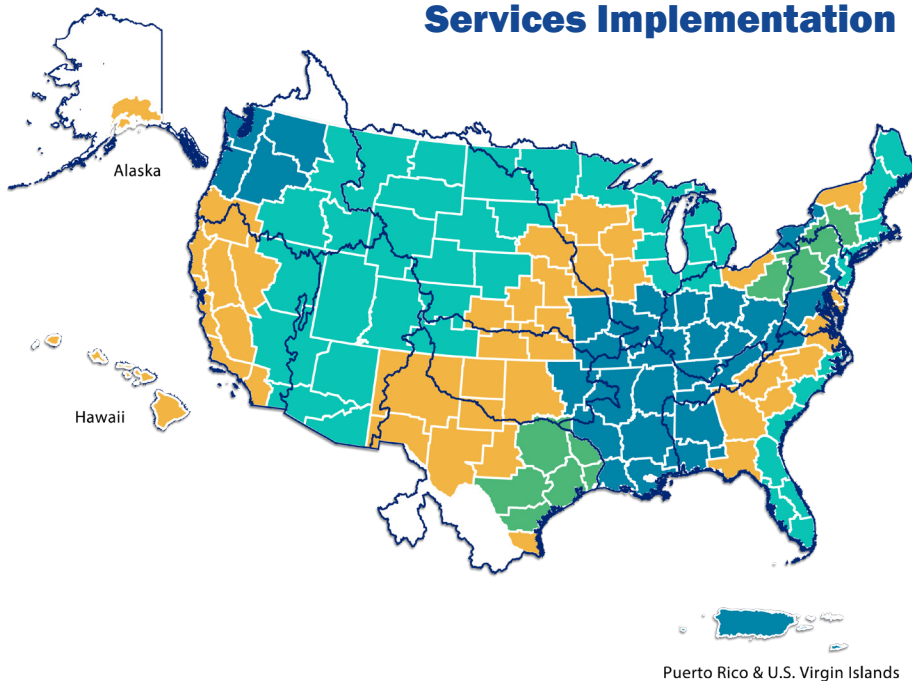 Services Implementation
Alaska
Hawaii
Puerto Rico & U.S. Virgin Islands